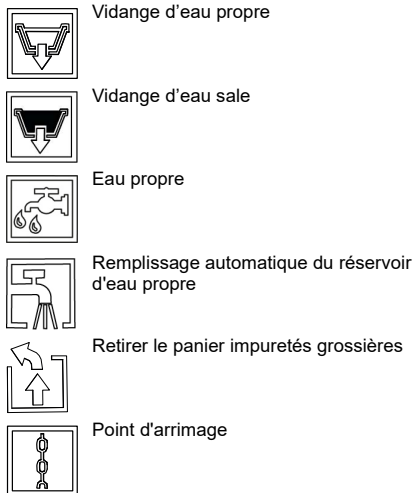 Vidange d’eau propre
Vidange d’eau sale
Eau propre
Remplissage automatique du réservoir
d'eau propre
Retirer le panier impuretés grossières
Point d'arrimage